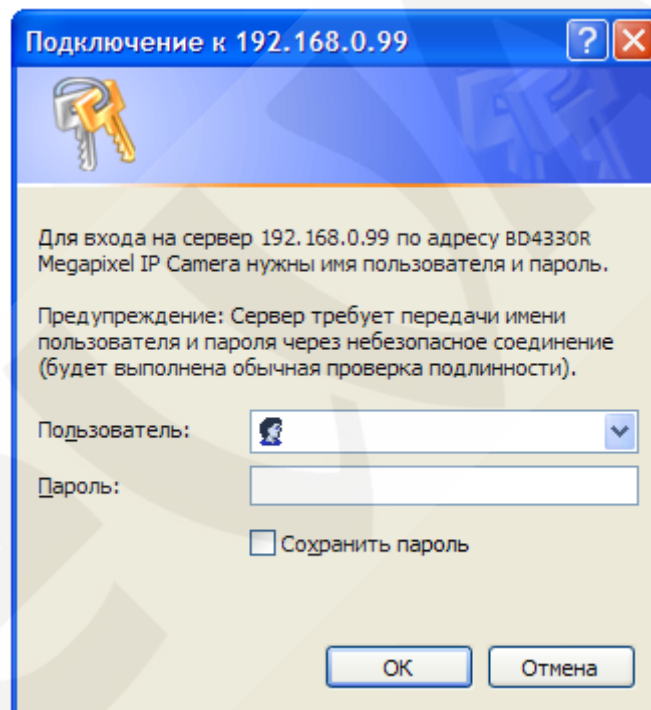 Подключение к 192.168.0.99
Для входа на сервер 192.168.0.99 по адресу BD4330R
Megapixel IP Camera нужны имя пользователя и пароль.
Предупреждение: Сервер требует передачи имени
пользователя и пароля через небезопасное соединение
(будет выполнена обычная проверка подлинности).
Пользователь:
Пароль:
Сохранить пароль
ОК
Отмена